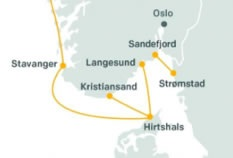 Oslo
Sandefjord
Stavanger
Langesund
Kristiansand
Strømstad
Hirtshals